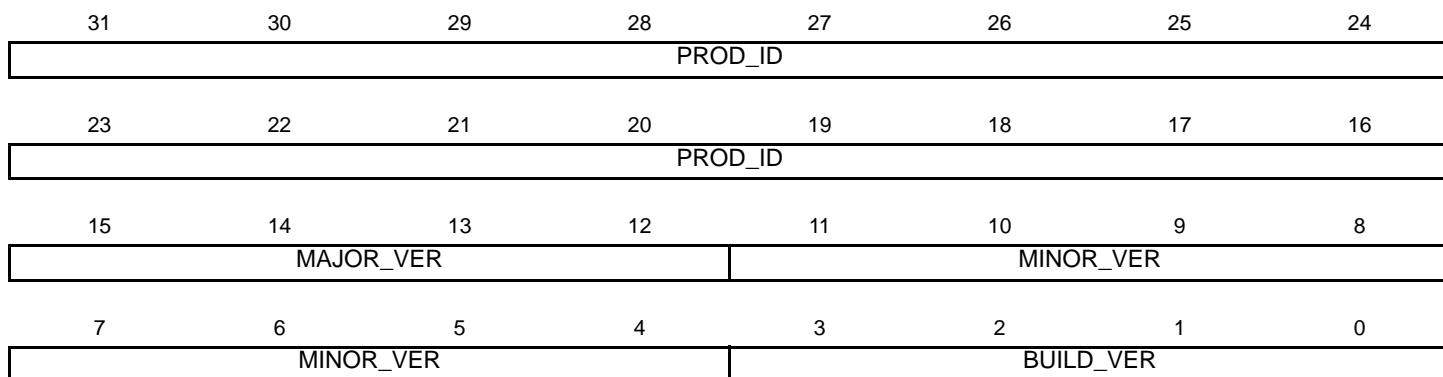 31 30 29 28 27 26 25 24
PROD_ID
23 22 21 20 19 18 17 16
PROD_ID
15 14 13 12 11 10 9 8
MAJOR_VER MINOR_VER
7 6 5 4 3 2 1 0
MINOR_VER BUILD_VER